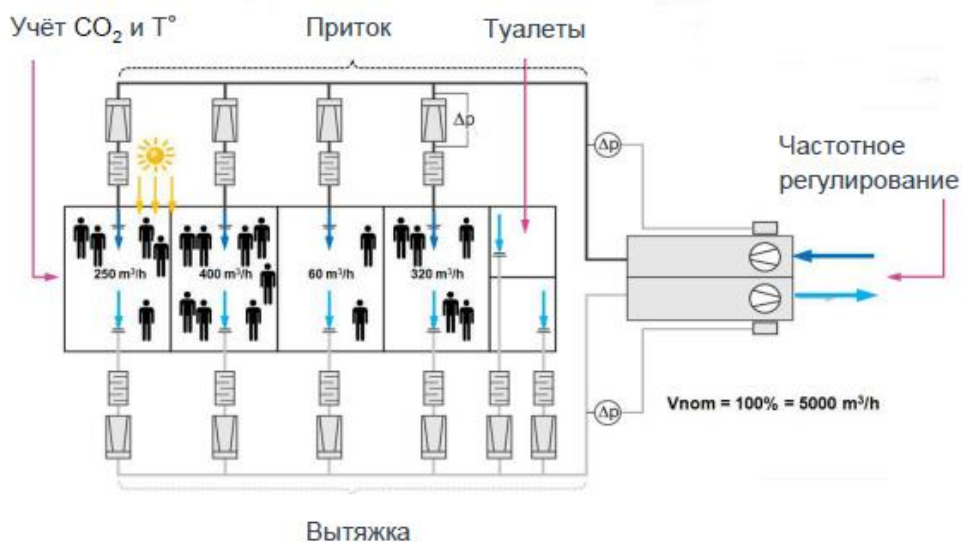 Учёт CO₂ и T°
Приток
Туалеты
Δp
Δp
Частотное
регулирование
250 m³/h
400 m³/h
60 m³/h
320 m³/h
Δp
Vnom = 100% = 5000 m³/h
Вытяжка